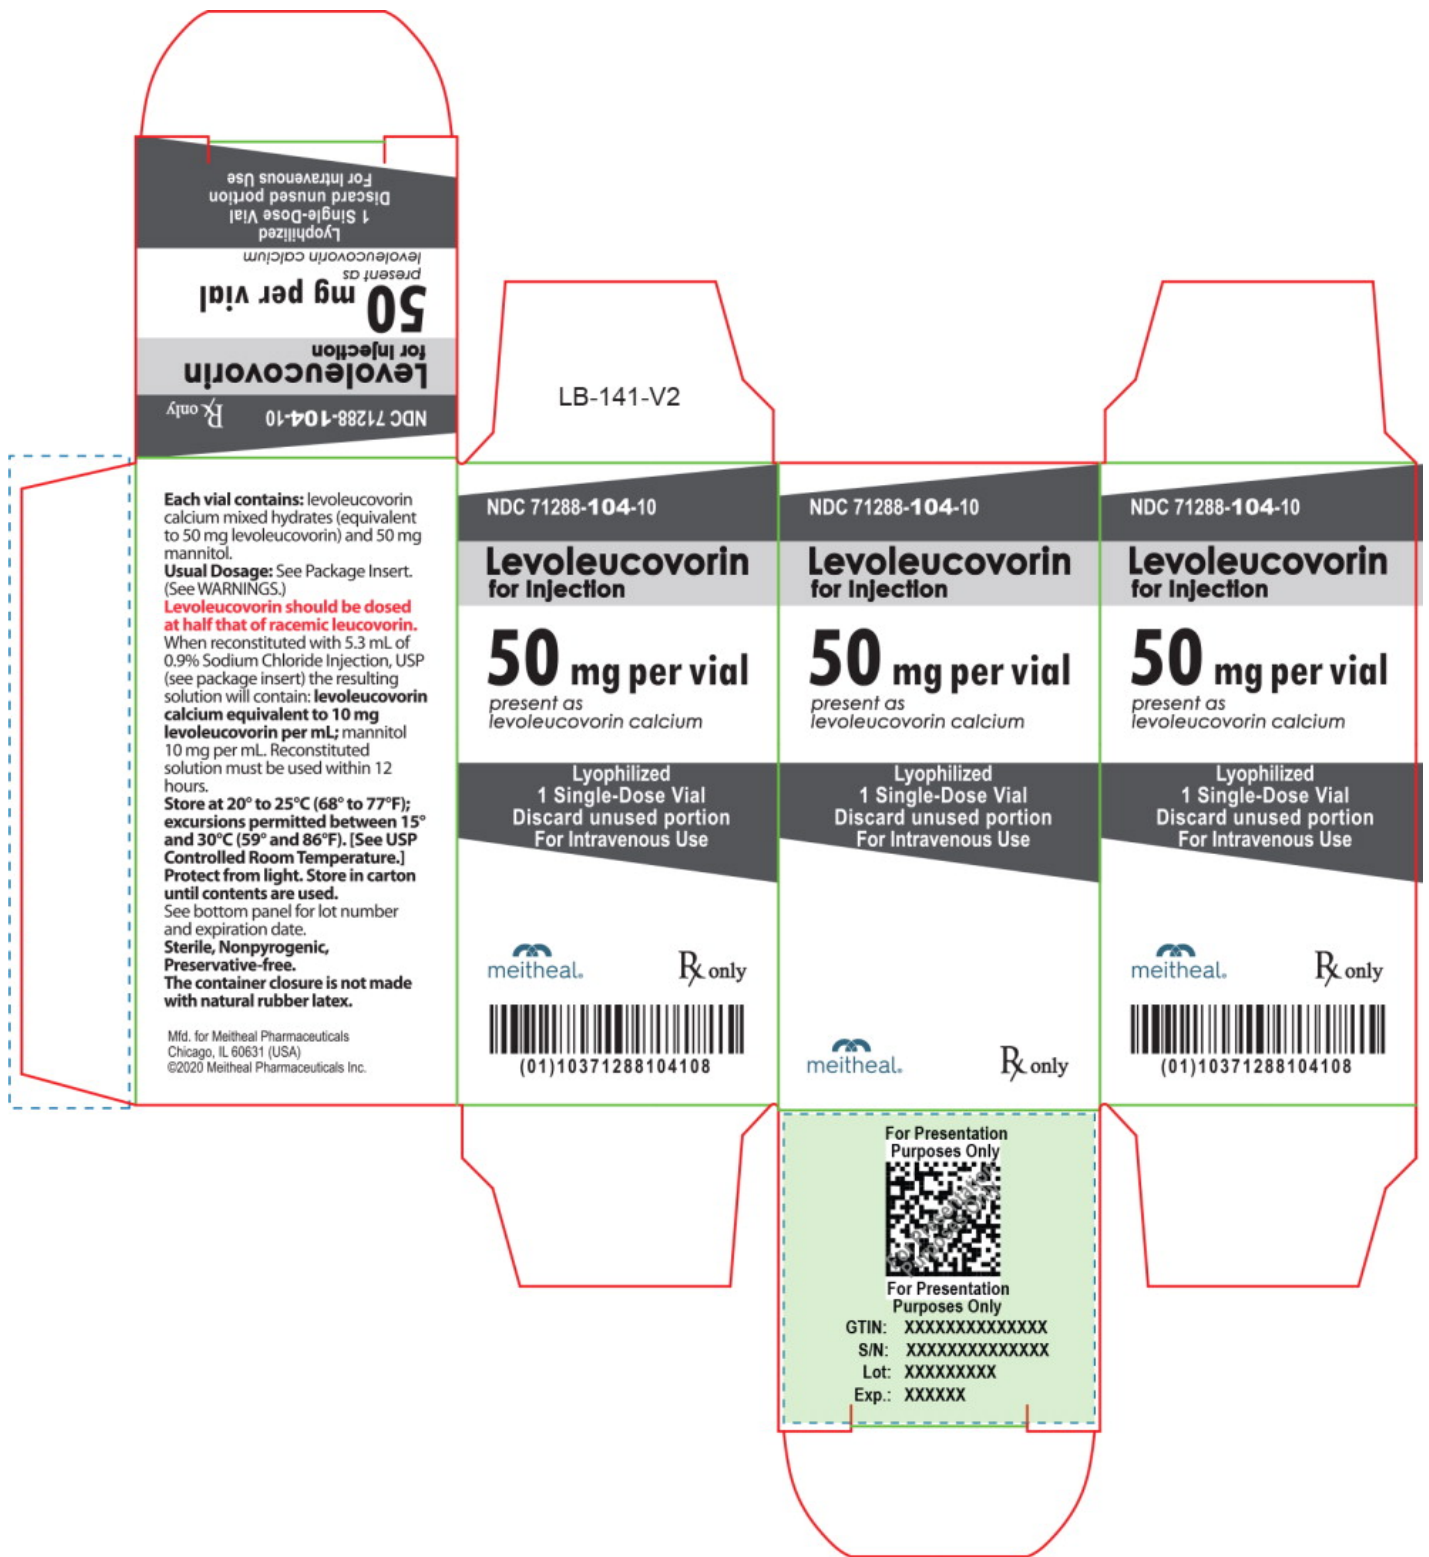 For Intravenous Use
Discard unused portion
1 Single-Dose Vial
Lyophilized
levoleucovorin calcium
present as
50 mg per vial
for Injection
Levoleucovorin
NDC 71288-104-10 Rx only
LB-141-V2
Each vial contains: levoleucovorin
calcium mixed hydrates (equivalent
to 50 mg levoleucovorin) and 50 mg
mannitol.
Usual Dosage: See Package Insert.
(See WARNINGS.)
Levoleucovorin should be dosed
at half that of racemic leucovorin.
When reconstituted with 5.3 mL of
0.9% Sodium Chloride Injection, USP
(see package insert) the resulting
solution will contain: levoleucovorin
calcium equivalent to 10 mg
levoleucovorin per mL; mannitol
10 mg per mL. Reconstituted
solution must be used within 12
hours.
Store at 20° to 25°C (68° to 77°F);
excursions permitted between 15°
and 30°C (59° and 86°F). [See USP
Controlled Room Temperature.]
Protect from light. Store in carton
until contents are used.
See bottom panel for lot number
and expiration date.
Sterile, Nonpyrogenic,
Preservative-free.
The container closure is not made
with natural rubber latex.
Mfd. for Meitheal Pharmaceuticals
Chicago, IL 60631 (USA)
©2020 Meitheal Pharmaceuticals Inc.
NDC 71288-104-10
Levoleucovorin
for Injection
50 mg per vial
present as
levoleucovorin calcium
Lyophilized
1 Single-Dose Vial
Discard unused portion
For Intravenous Use
meitheal® Rx only
(01)10371288104108
NDC 71288-104-10
Levoleucovorin
for Injection
50 mg per vial
present as
levoleucovorin calcium
Lyophilized
1 Single-Dose Vial
Discard unused portion
For Intravenous Use
meitheal® Rx only
NDC 71288-104-10
Levoleucovorin
for Injection
50 mg per vial
present as
levoleucovorin calcium
Lyophilized
1 Single-Dose Vial
Discard unused portion
For Intravenous Use
meitheal® Rx only
(01)10371288104108
For Presentation
Purposes Only
For Presentation
Purposes Only
For Presentation
Purposes Only
GTIN: XXXXXXXXXXXXXX
S/N: XXXXXXXXXXXXXX
Lot: XXXXXXXXX
Exp.: XXXXXX